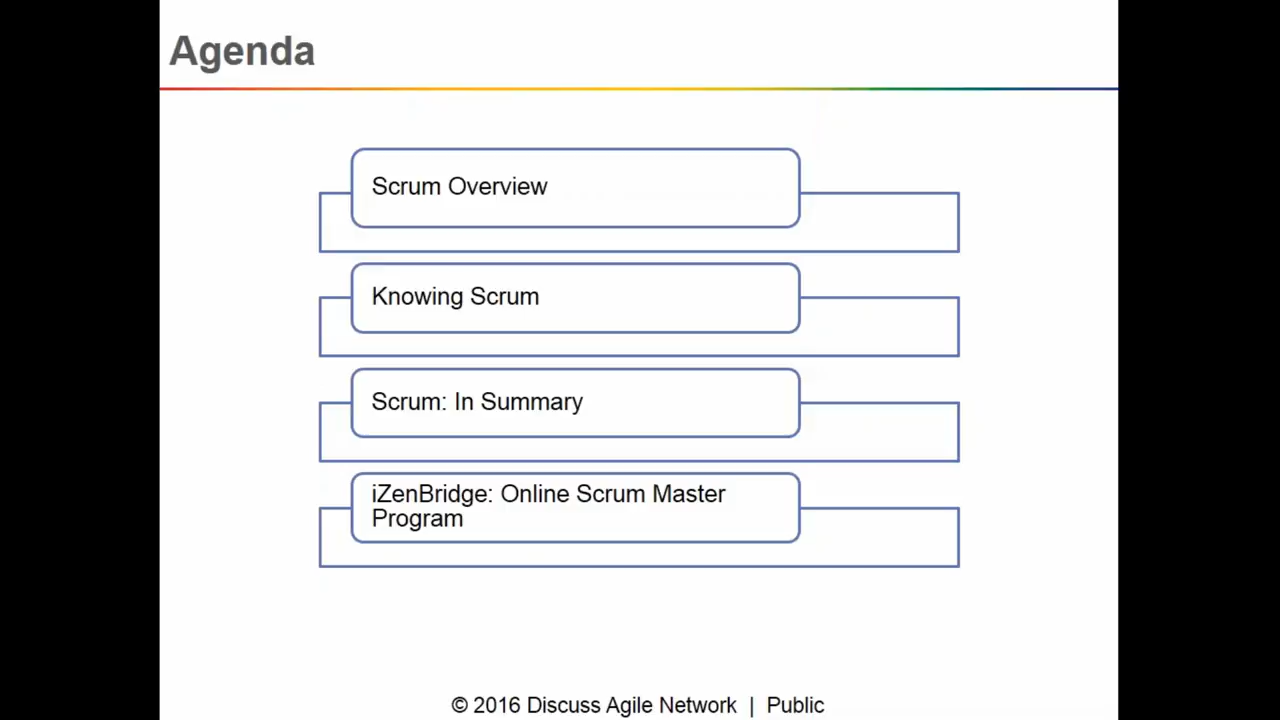 Agenda
Scrum Overview
Knowing Scrum
Scrum: In Summary
iZenBridge: Online Scrum Master
Program
© 2016 Discuss Agile Network | Public